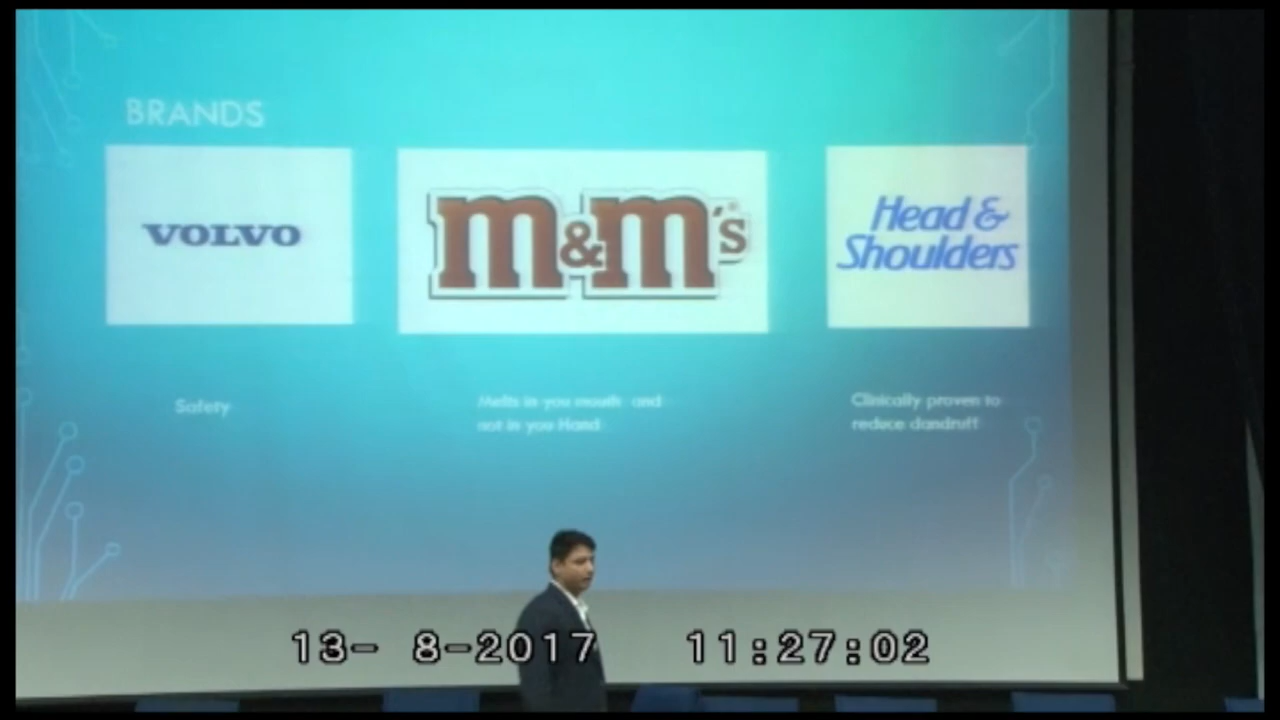 BRANDS
VOLVO
m&m's
Head &
Shoulders
Safety
Melts in you mouth and
not in you Hand
Clinically proven to
reduce dandruff
13- 8-2017 11:27:02